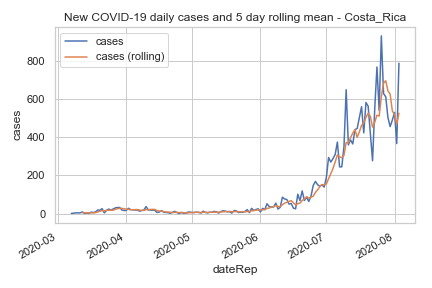 New COVID-19 daily cases and 5 day rolling mean - Costa_Rica
cases
cases (rolling)
800
600
400
200
0
cases
2020-03
2020-04
2020-05
2020-06
2020-07
2020-08
dateRep